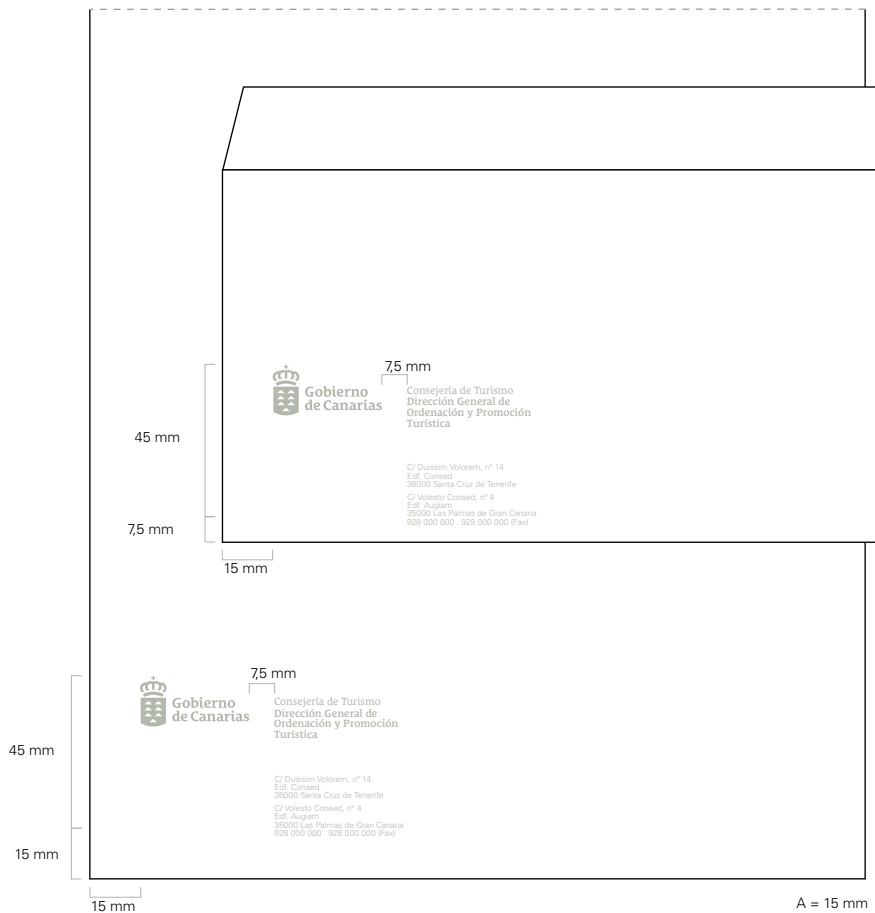 7,5 mm
Gobierno
de Canarias
Consejería de Turismo
Dirección General de
Ordenación y Promoción
Turística
45 mm
C/ Duissim Volorem, nº 14
Edf. Consed
38000 Santa Cruz de Tenerife
C/ Volesto Consed, nº 4
Edf. Augiam
35000 Las Palmas de Gran Canaria
928 000 000 . 928 000 000 (Fax)
7,5 mm
15 mm
7,5 mm
Gobierno
de Canarias
Consejería de Turismo
Dirección General de
Ordenación y Promoción
Turística
45 mm
C/ Duissim Volorem, nº 14
Edf. Consed
38000 Santa Cruz de Tenerife
C/ Volesto Consed, nº 4
Edf. Augiam
35000 Las Palmas de Gran Canaria
928 000 000 . 928 000 000 (Fax)
15 mm
15 mm
A = 15 mm